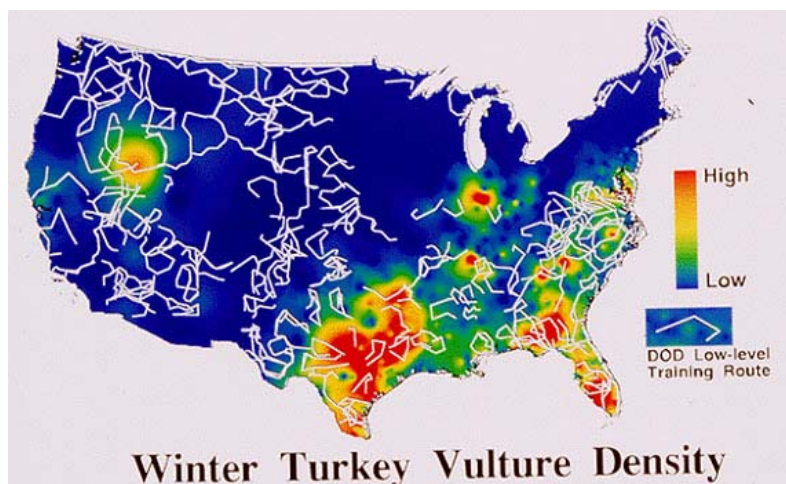 High
Low
DOD Low-level
Training Route
Winter Turkey Vulture Density